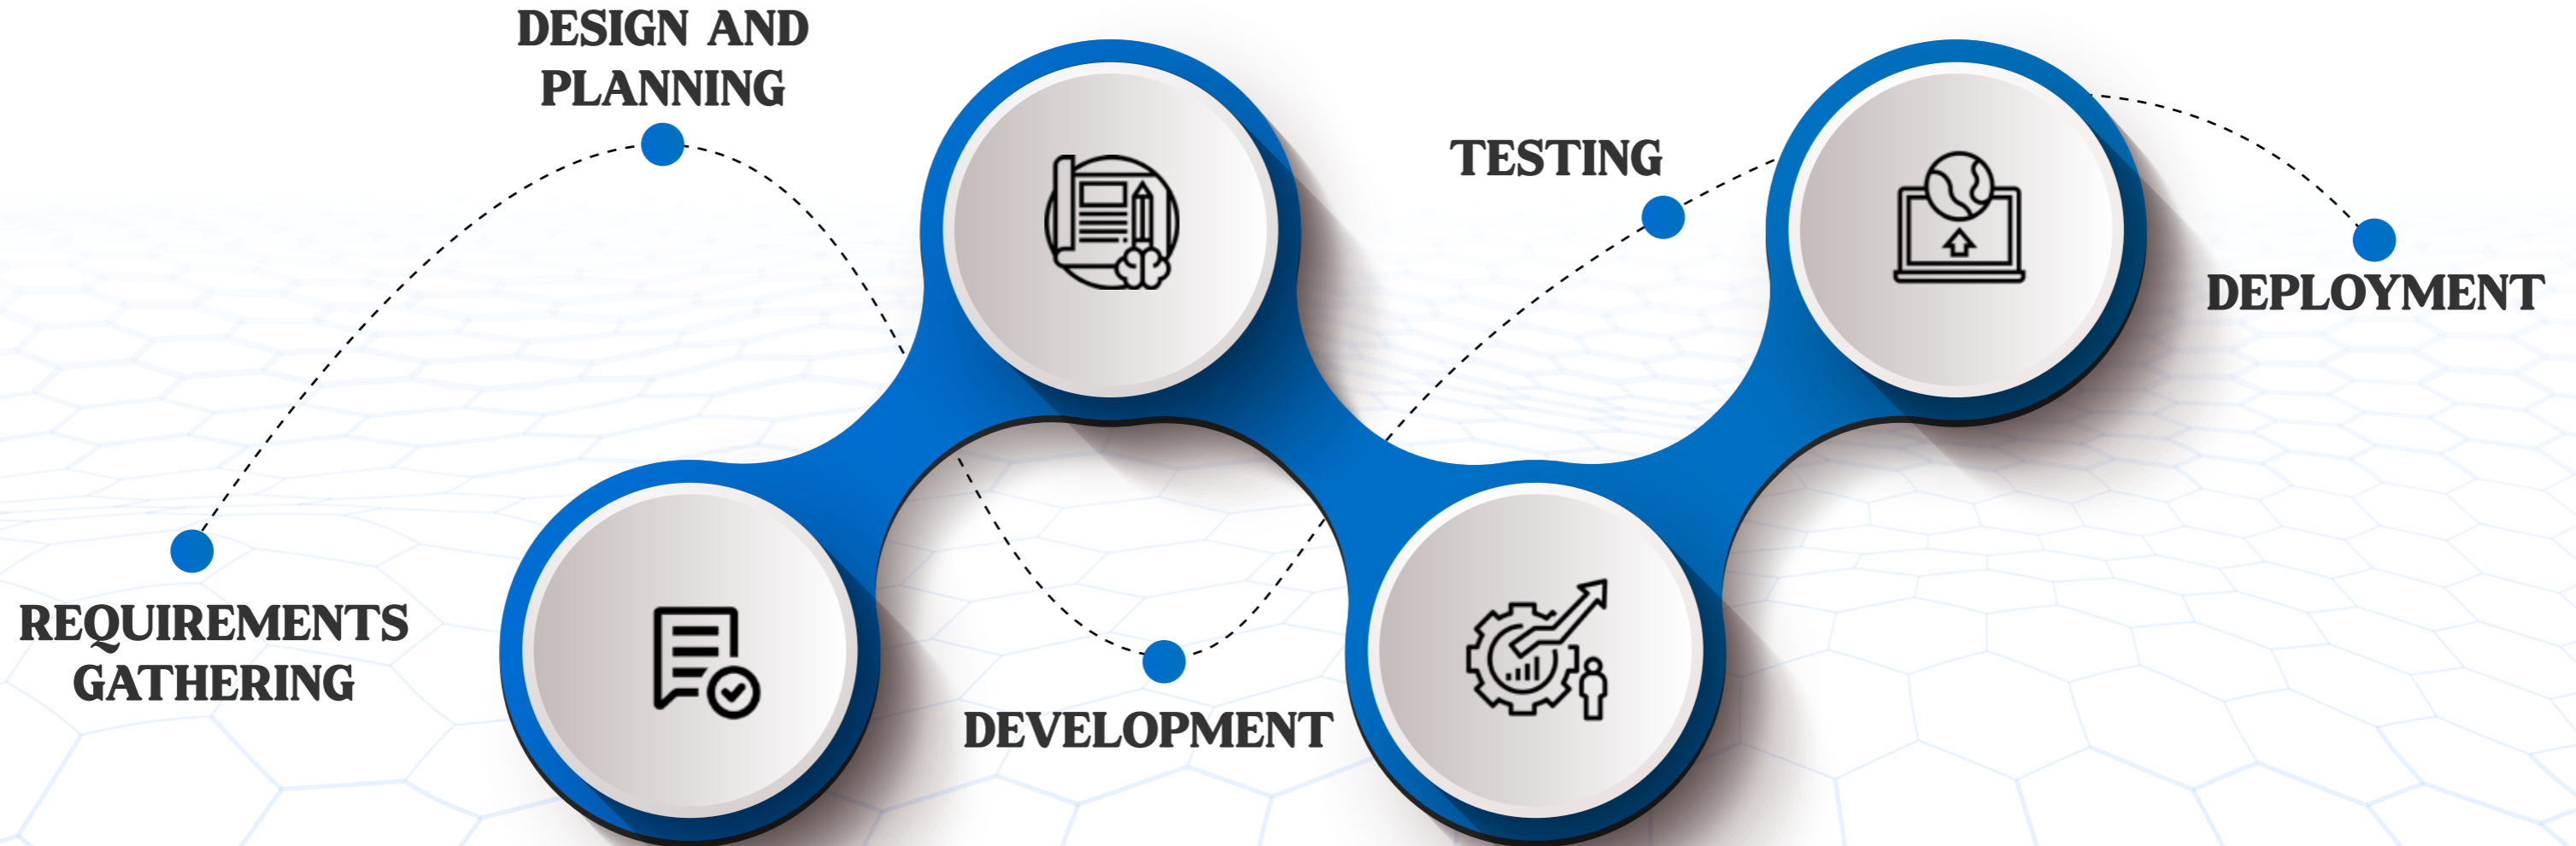 REQUIREMENTS
GATHERING
DESIGN AND
PLANNING
DEVELOPMENT
TESTING
DEPLOYMENT